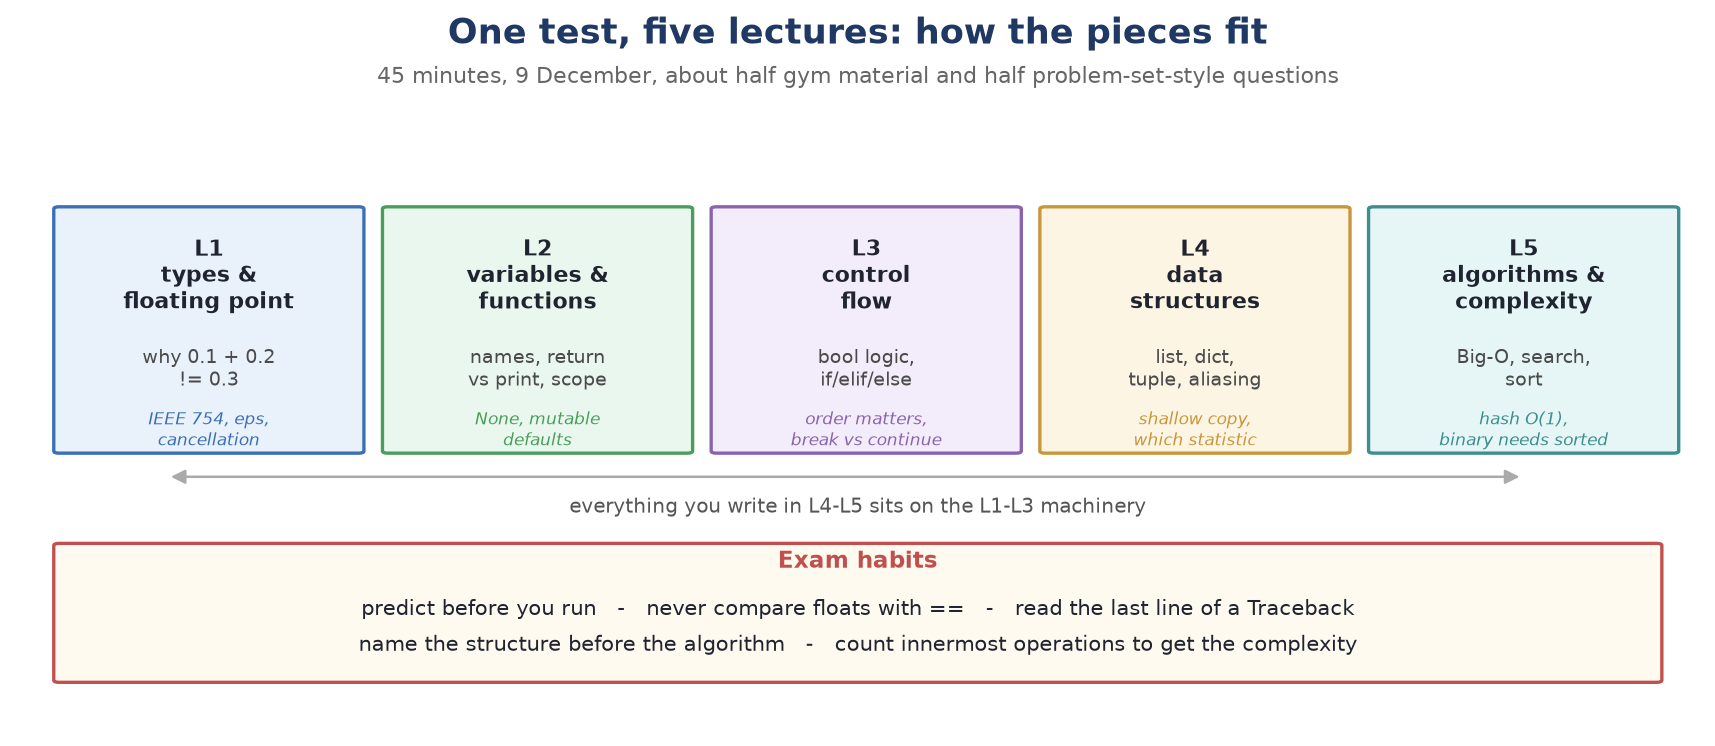 One test, five lectures: how the pieces fit
45 minutes, 9 December, about half gym material and half problem-set-style questions
L1
types &
floating point
why 0.1 + 0.2
!= 0.3
IEEE 754, eps,
cancellation
L2
variables &
functions
names, return
vs print, scope
None, mutable
defaults
L3
control
flow
bool logic,
if/elif/else
order matters,
break vs continue
L4
data
structures
list, dict,
tuple, aliasing
shallow copy,
which statistic
L5
algorithms &
complexity
Big-O, search,
sort
hash O(1),
binary needs sorted
everything you write in L4-L5 sits on the L1-L3 machinery
Exam habits
predict before you run - never compare floats with == - read the last line of a Traceback
name the structure before the algorithm - count innermost operations to get the complexity